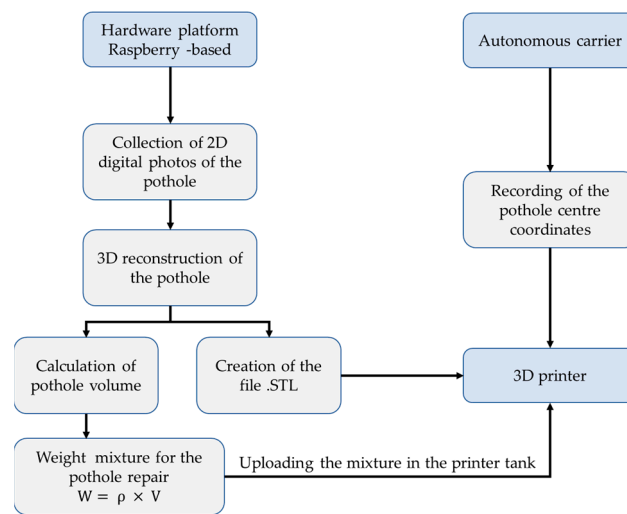 Hardware platform
Raspberry -based
Autonomous carrier
Collection of 2D
digital photos of the
pothole
Recording of the
pothole centre
coordinates
3D reconstruction of
the pothole
Calculation of
pothole volume
Creation of the
file .STL
3D printer
Weight mixture for the
pothole repair
W = ρ × V
Uploading the mixture in the printer tank